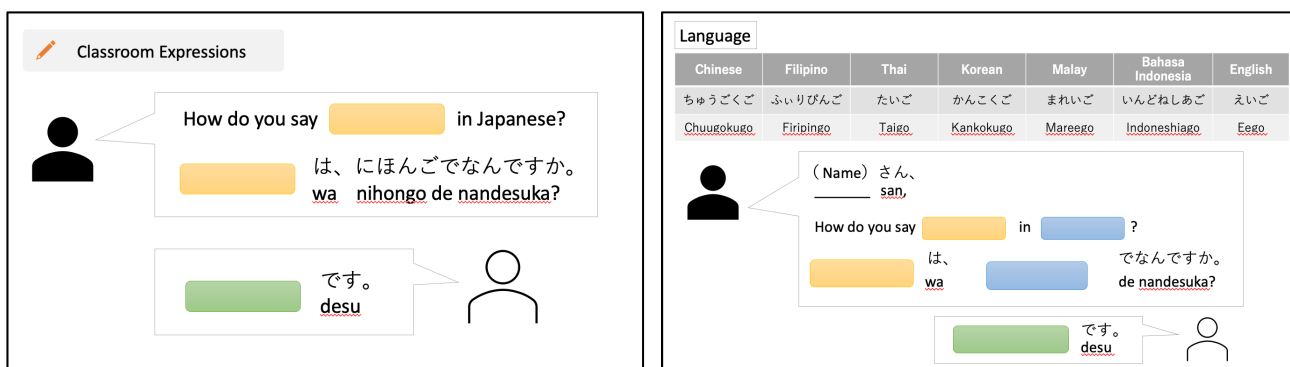 Classroom Expressions
How do you say in Japanese?
は、にほんごでなんですか。
wa nihongo de nandesuka?
です。
desu
Language
Chinese Filipino Thai Korean Malay Bahasa Indonesia English
ちゅうごくご ふぃりぴんご たいご かんこくご まれいご いんどねしあご えいご
Chuugokugo Firipingo Taigo Kankokugo Mareego Indoneshiago Eego
（Name）さん、
________ san,
How do you say in ?
は、 でなんですか。
wa de nandesuka?
です。
desu